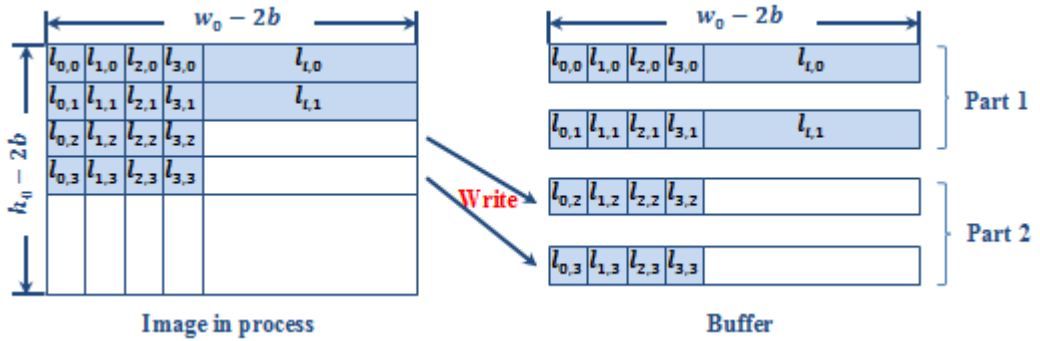 w₀ − 2b
w₀ − 2b
h₀ − 2b
l₀,₀ l₁,₀ l₂,₀ l₃,₀ lₜ,₀
l₀,₁ l₁,₁ l₂,₁ l₃,₁ lₜ,₁
l₀,₂ l₁,₂ l₂,₂ l₃,₂
l₀,₃ l₁,₃ l₂,₃ l₃,₃
Write
l₀,₀ l₁,₀ l₂,₀ l₃,₀ lₜ,₀
l₀,₁ l₁,₁ l₂,₁ l₃,₁ lₜ,₁
Part 1
l₀,₂ l₁,₂ l₂,₂ l₃,₂
l₀,₃ l₁,₃ l₂,₃ l₃,₃
Part 2
Image in process
Buffer